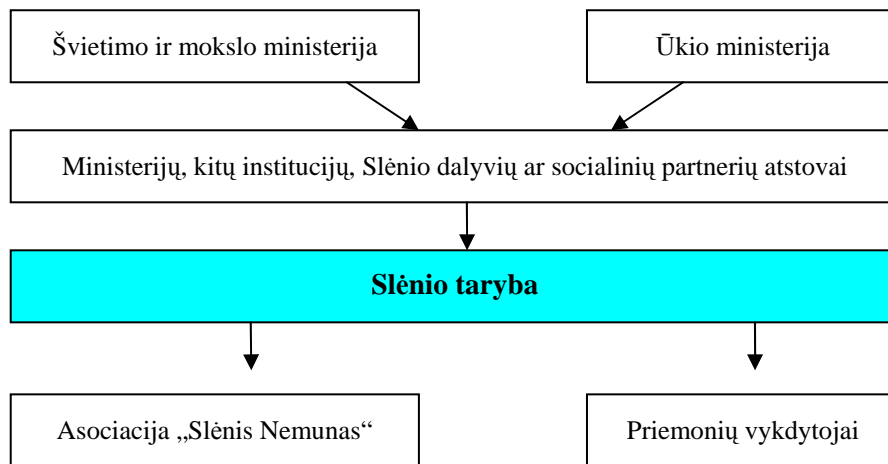 Švietimo ir mokslo ministerija
Ūkio ministerija
Ministerijų, kitų institucijų, Slėnio dalyvių ar socialinių partnerių atstovai
Slėnio taryba
Asociacija „Slėnis Nemunas“
Priemonių vykdytojai